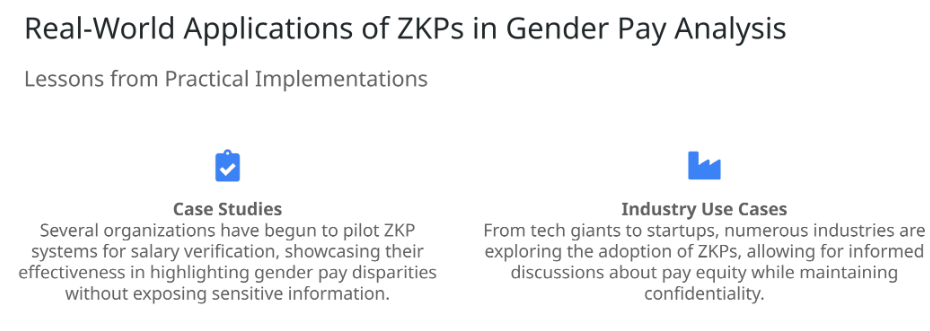 Real-World Applications of ZKPs in Gender Pay Analysis
Lessons from Practical Implementations
Case Studies
Several organizations have begun to pilot ZKP
systems for salary verification, showcasing their
effectiveness in highlighting gender pay disparities
without exposing sensitive information.
Industry Use Cases
From tech giants to startups, numerous industries are
exploring the adoption of ZKPs, allowing for informed
discussions about pay equity while maintaining
confidentiality.